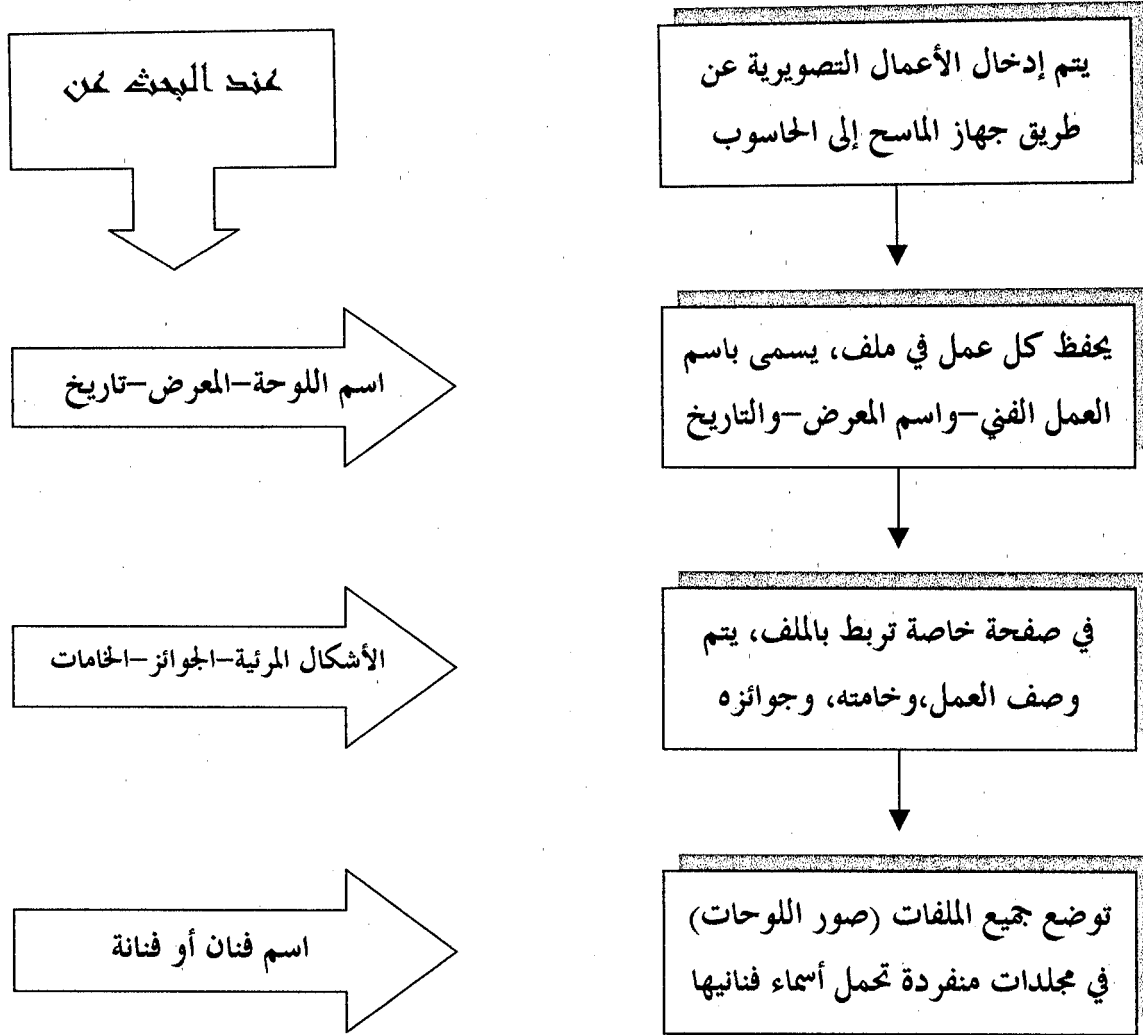 يتم إدخال الأعمال التصويرية عن
طريق جهاز الماسح إلى الحاسوب
عند البحث عن
يحفظ كل عمل في ملف، يسمى باسم
العمل الفني-واسم المعرض-والتاريخ
اسم اللوحة-المعرض-تاريخ
في صفحة خاصة تربط بالملف، يتم
وصف العمل،وخامته، وجوائزه
الأشكال المرئية-الجوائز-الخامات
توضع جميع الملفات (صور اللوحات)
في مجلدات منفردة تحمل أسماء فنانيها
اسم فنان أو فنانة